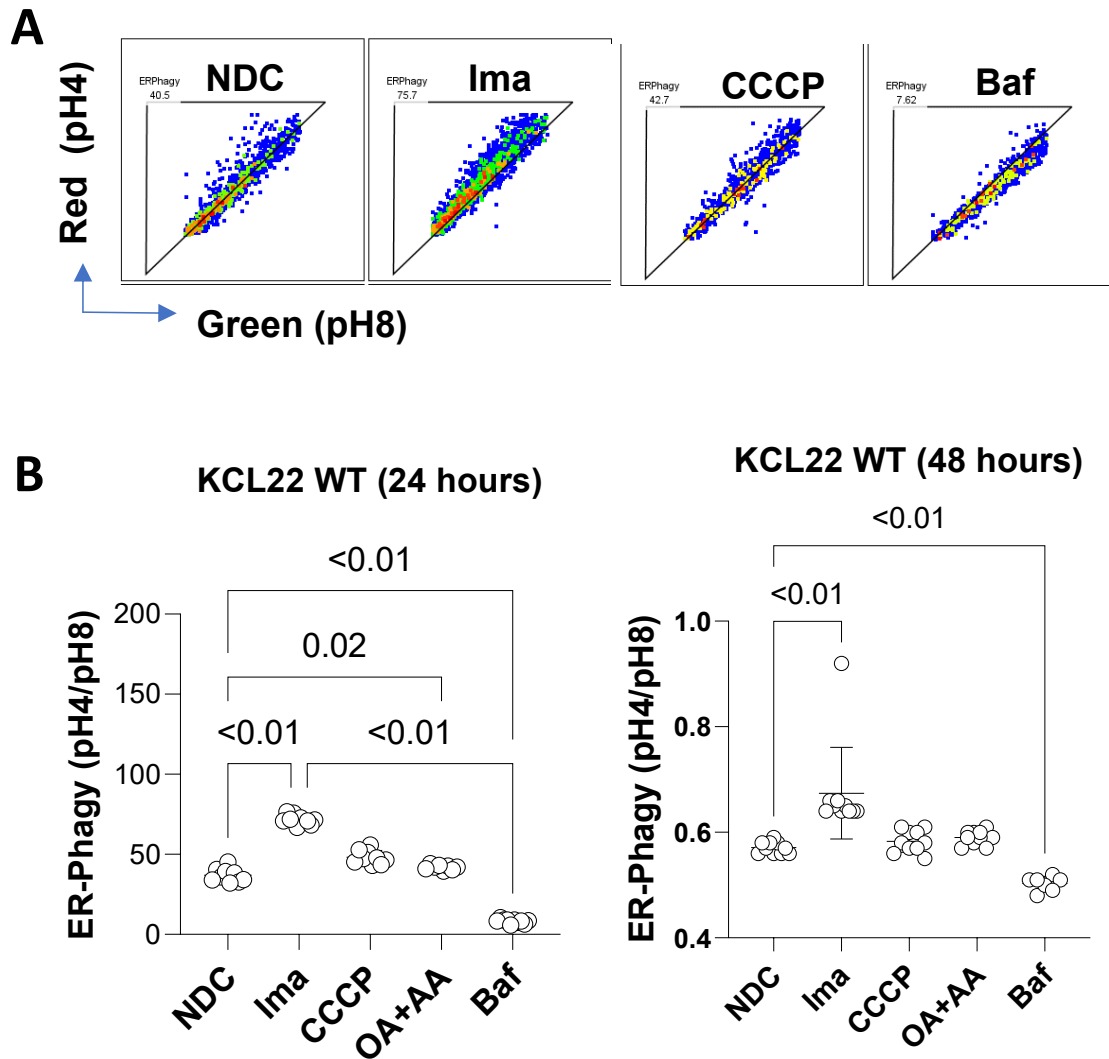 A
NDC
ERPhagy
40.5
Ima
ERPhagy
75.7
CCCP
ERPhagy
42.7
Baf
ERPhagy
7.62
Red (pH4)
Green (pH8)
B
KCL22 WT (24 hours)
<0.01
0.02
<0.01
<0.01
ER-Phagy (pH4/pH8)
200
150
100
50
0
NDC
Ima
CCCP
OA+AA
Baf
KCL22 WT (48 hours)
<0.01
<0.01
ER-Phagy (pH4/pH8)
1.0
0.8
0.6
0.4
NDC
Ima
CCCP
OA+AA
Baf